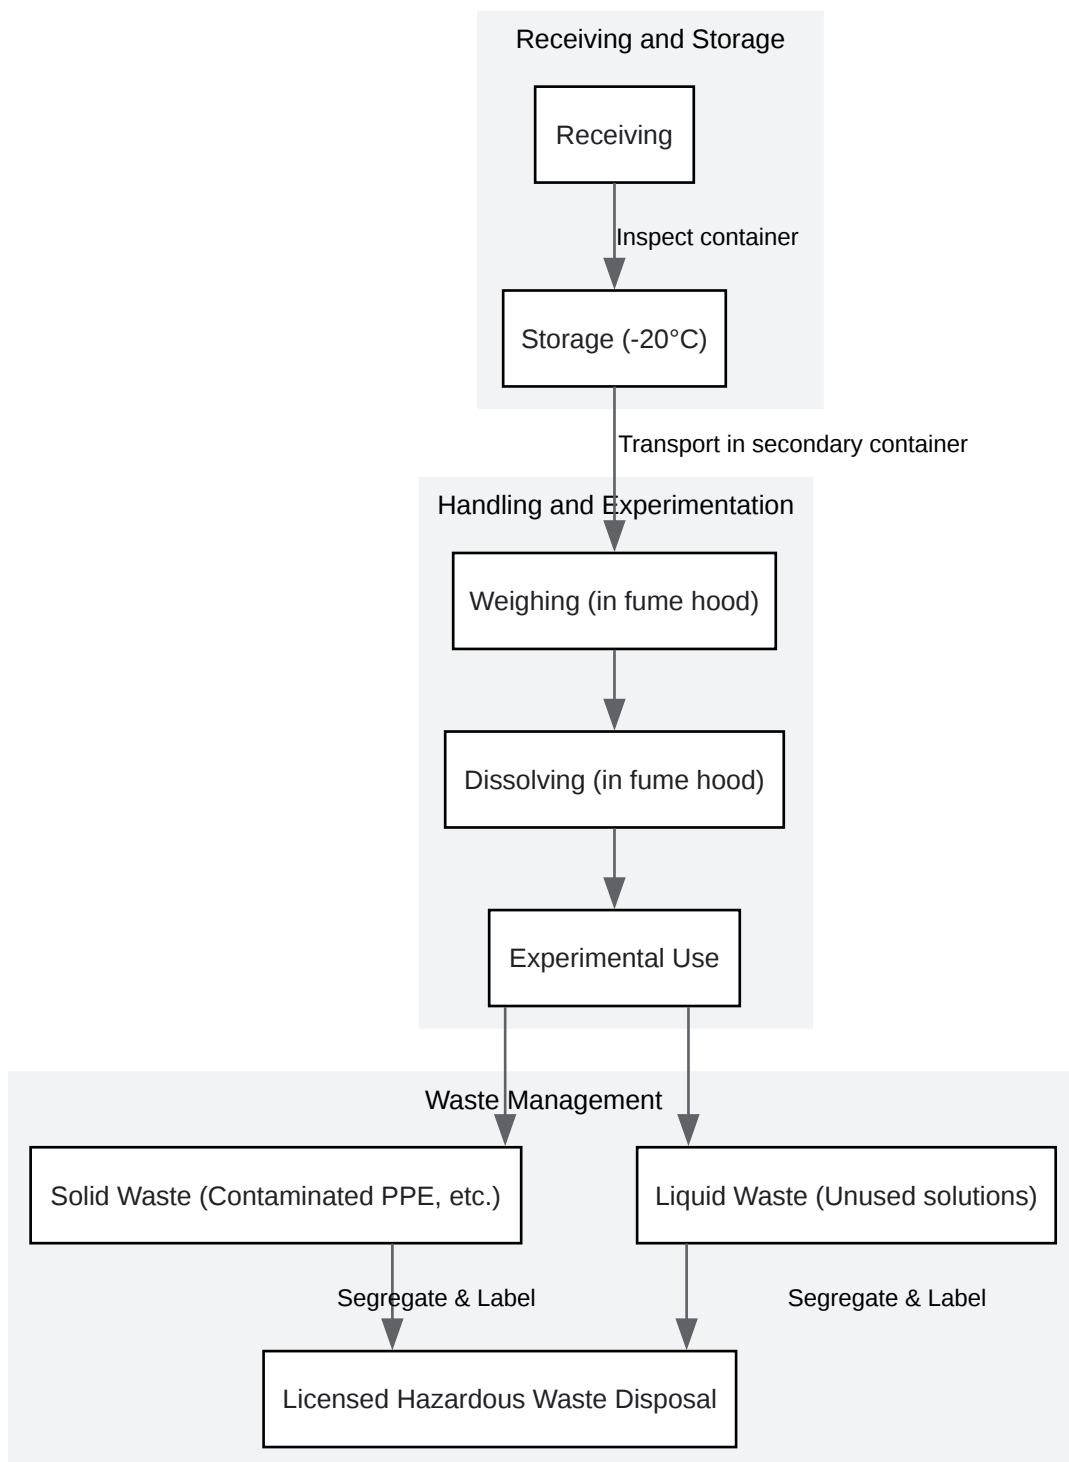 Receiving and Storage
Receiving
Inspect container
Storage (-20°C)
Transport in secondary container
Handling and Experimentation
Weighing (in fume hood)
Dissolving (in fume hood)
Experimental Use
Waste Management
Solid Waste (Contaminated PPE, etc.)
Liquid Waste (Unused solutions)
Segregate & Label
Segregate & Label
Licensed Hazardous Waste Disposal